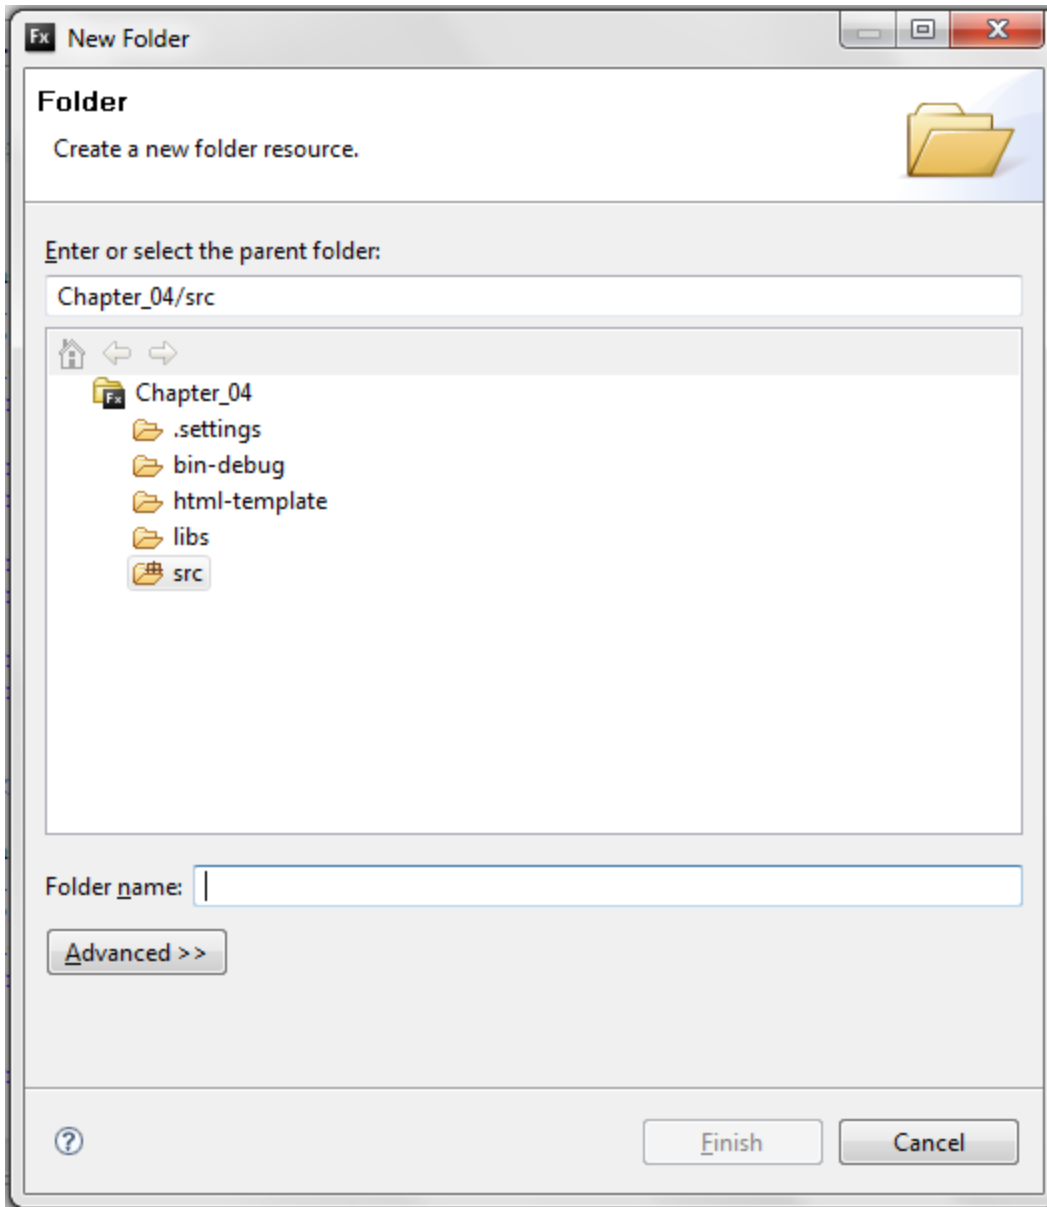 Fx New Folder
Folder
Create a new folder resource.
Enter or select the parent folder:
Chapter_04/src
Fx Chapter_04
.settings
bin-debug
html-template
libs
src
Folder name:
Advanced >>
? Finish Cancel